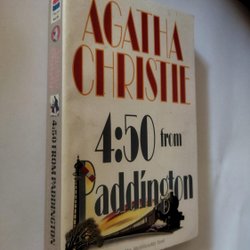 AGATHA
CHRISTIE
4:50 from
Paddington
4:50 FROM PADDINGTON